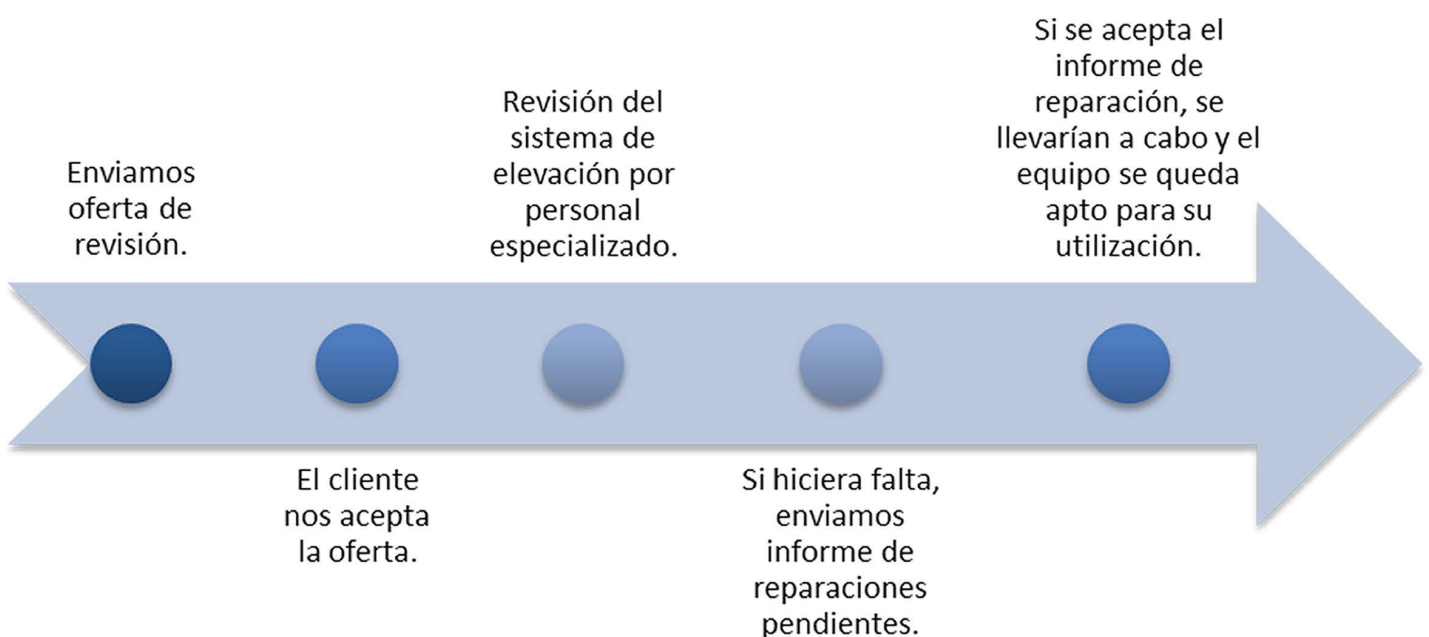 Enviamos
oferta de
revisión.
El cliente
nos acepta
la oferta.
Revisión del
sistema de
elevación por
personal
especializado.
Si hiciera falta,
enviamos
informe de
reparaciones
pendientes.
Si se acepta el
informe de
reparación, se
llevarían a cabo y el
equipo se queda
apto para su
utilización.